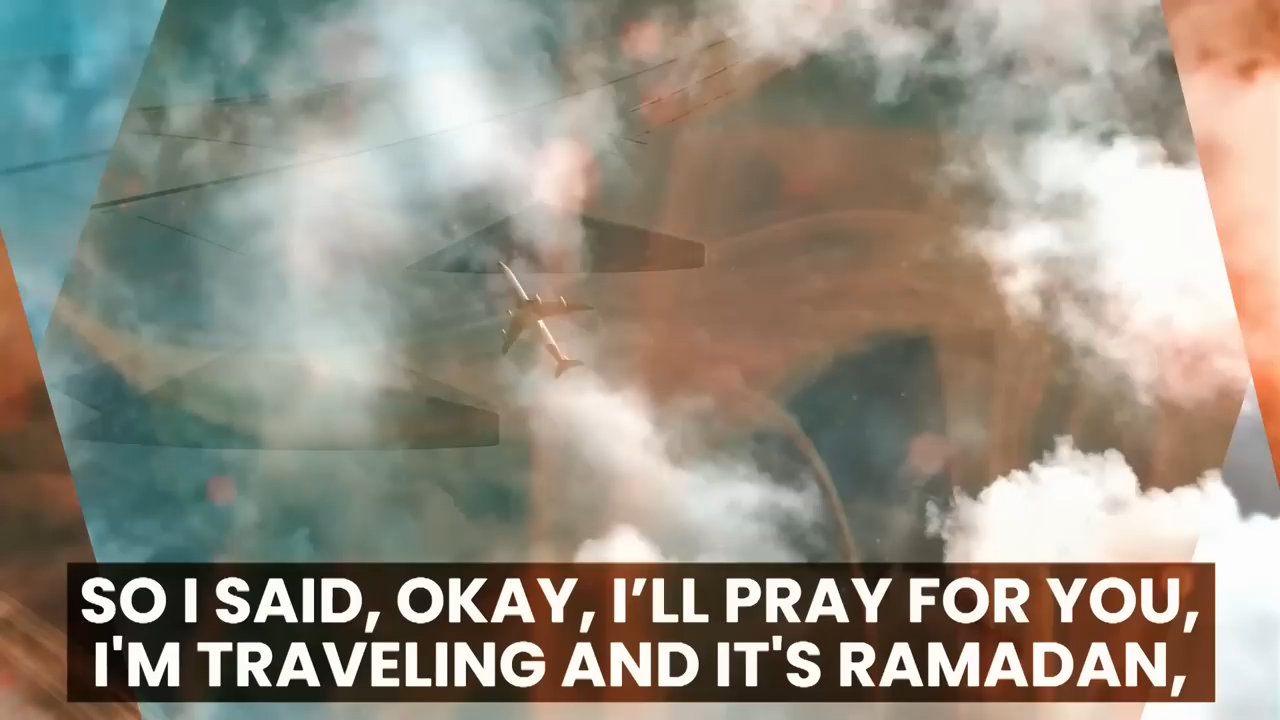 SO I SAID, OKAY, I’LL PRAY FOR YOU,
I'M TRAVELING AND IT'S RAMADAN,